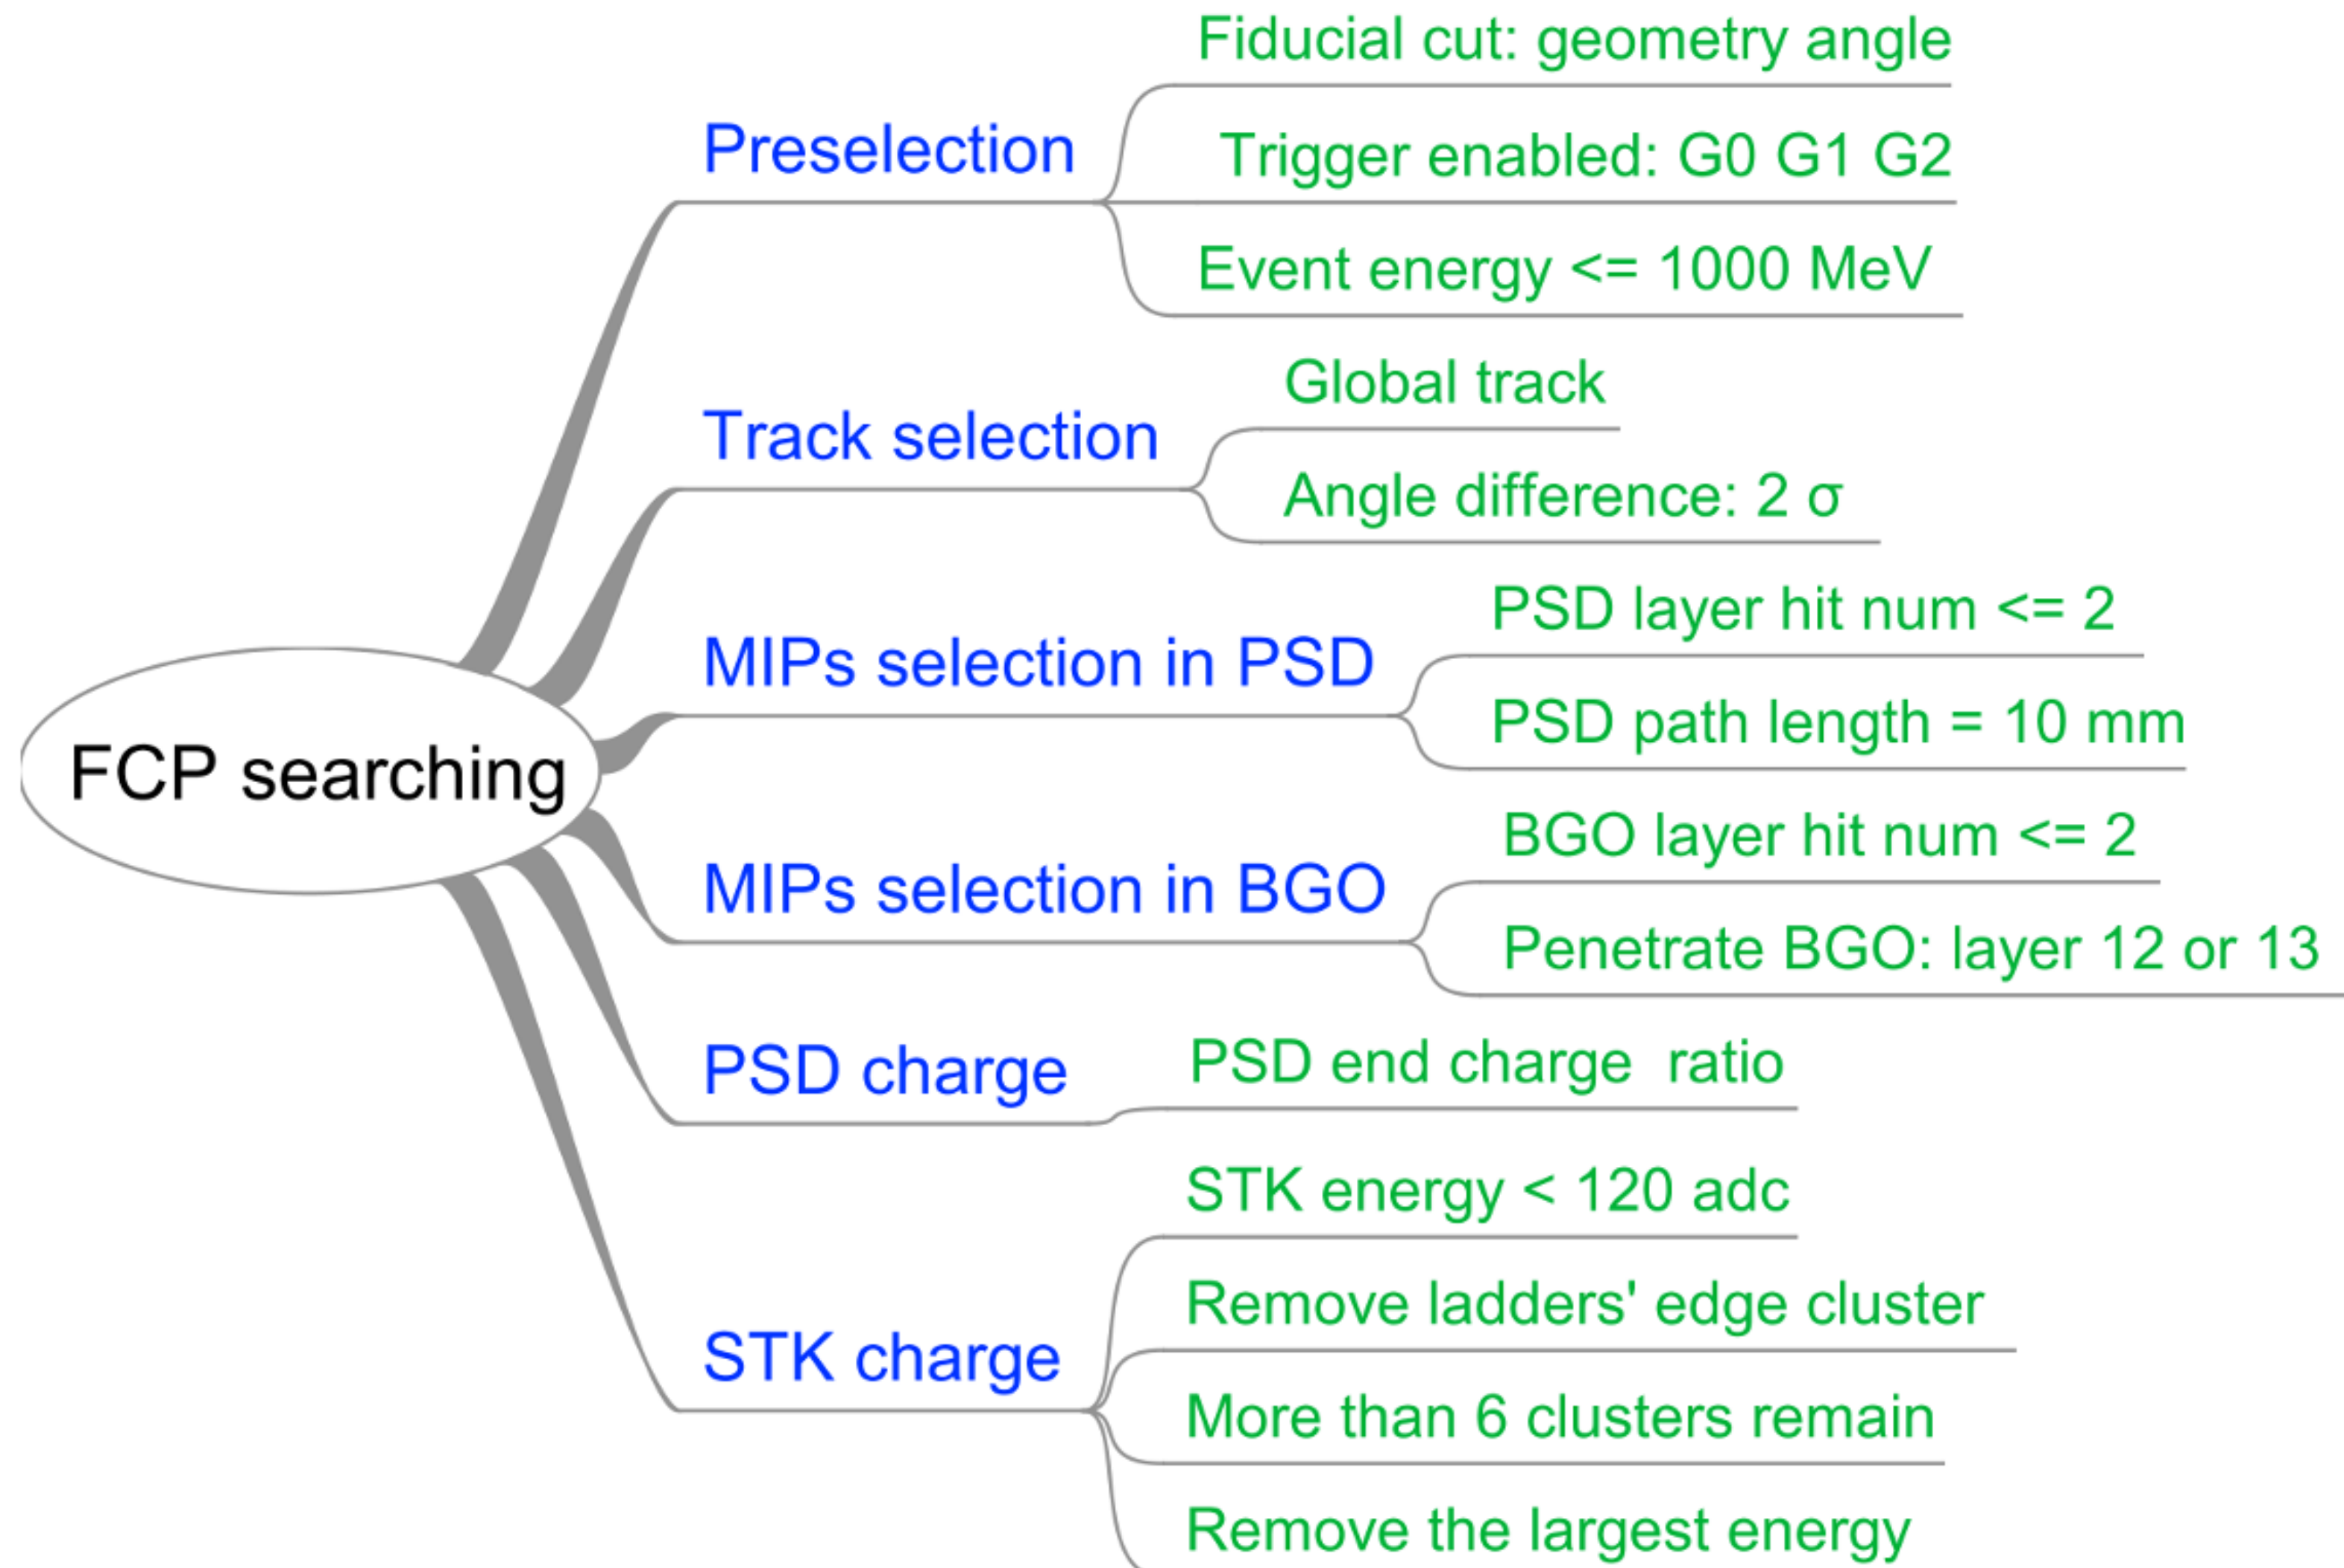 FCP searching
Preselection
Fiducial cut: geometry angle
Trigger enabled: G0 G1 G2
Event energy <= 1000 MeV
Track selection
Global track
Angle difference: 2 σ
MIPs selection in PSD
PSD layer hit num <= 2
PSD path length = 10 mm
MIPs selection in BGO
BGO layer hit num <= 2
Penetrate BGO: layer 12 or 13
PSD charge
PSD end charge  ratio
STK charge
STK energy < 120 adc
Remove ladders' edge cluster
More than 6 clusters remain
Remove the largest energy